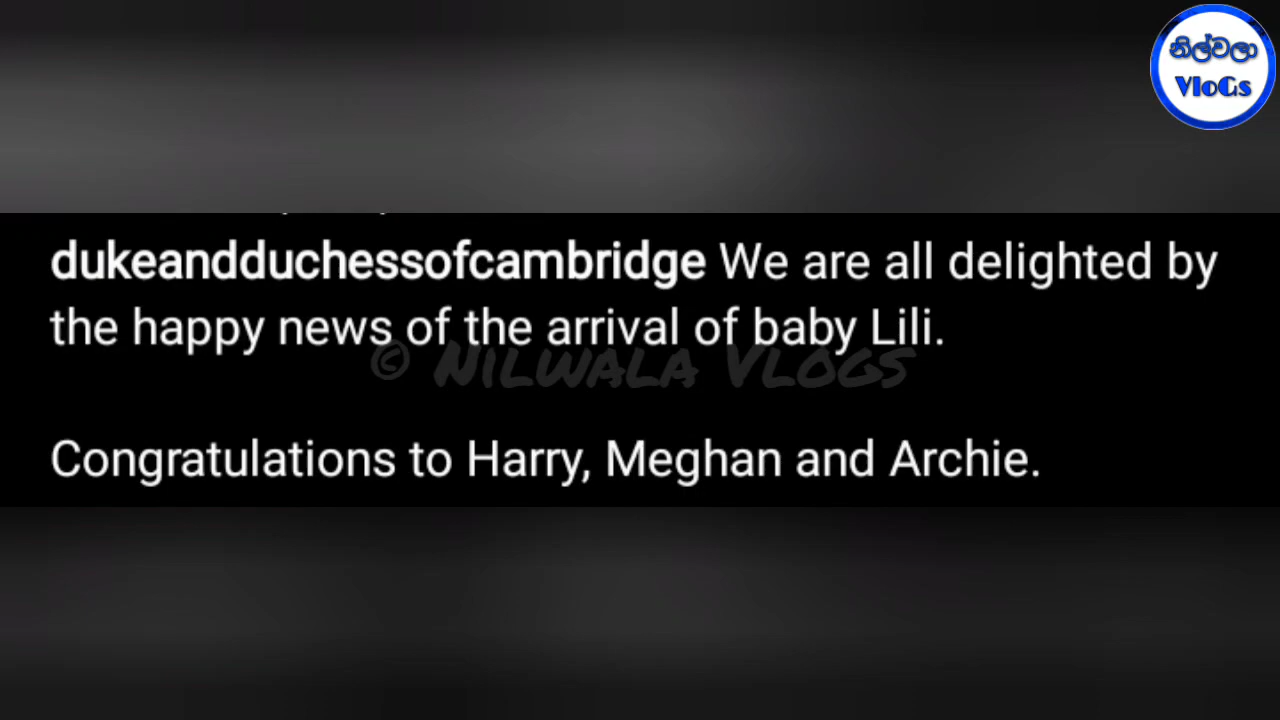 නිල්වලා
VloGs
dukeandduchessofcambridge We are all delighted by
the happy news of the arrival of baby Lili.
© Nilwala Vlogs
Congratulations to Harry, Meghan and Archie.